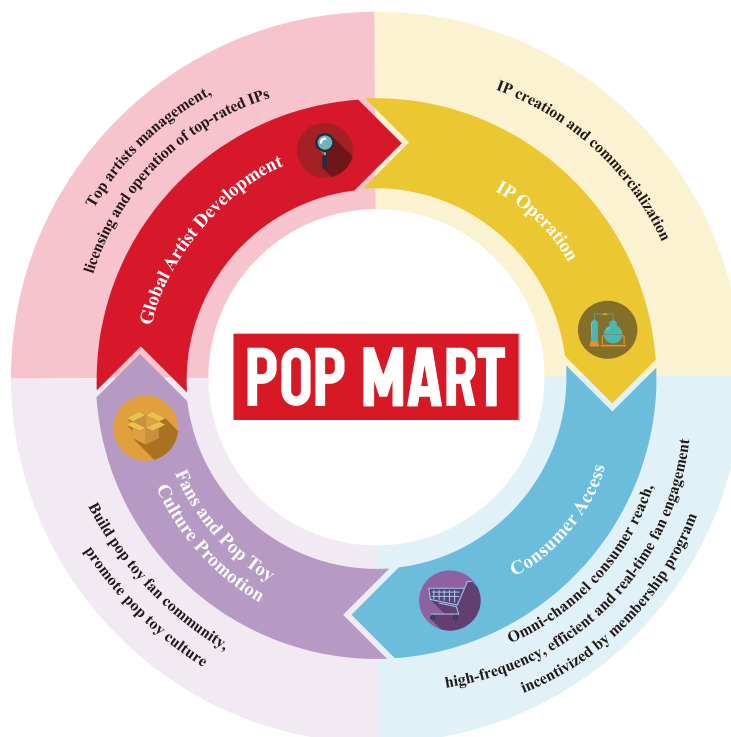 Top artists management,
licensing and operation of top-rated IPs
Global Artist Development
IP creation and commercialization
IP Operation
POP MART
Consumer Access
Omni-channel consumer reach,
high-frequency, efficient and real-time fan engagement
incentivized by membership program
Fans and Pop Toy
Culture Promotion
Build pop toy fan community,
promote pop toy culture